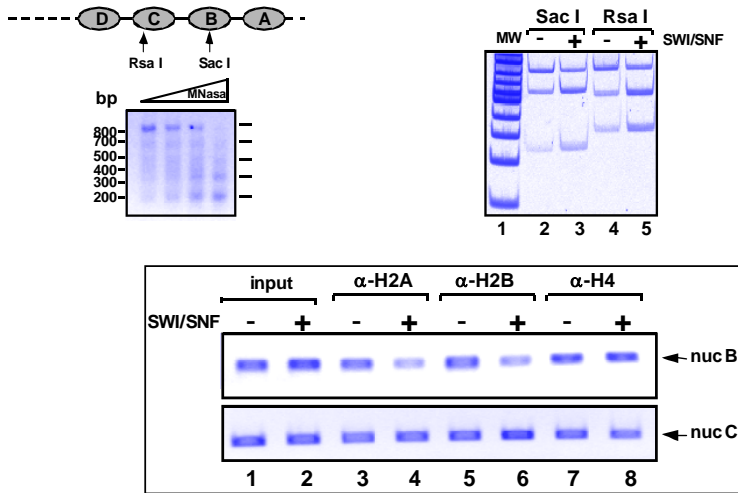 D C B A
Rsa I Sac I
bp
MNasa
800
700
500
400
300
200
Sac I Rsa I
MW - + - + SWI/SNF
1 2 3 4 5
input α-H2A α-H2B α-H4
SWI/SNF - + - + - + - +
nuc B
nuc C
1 2 3 4 5 6 7 8